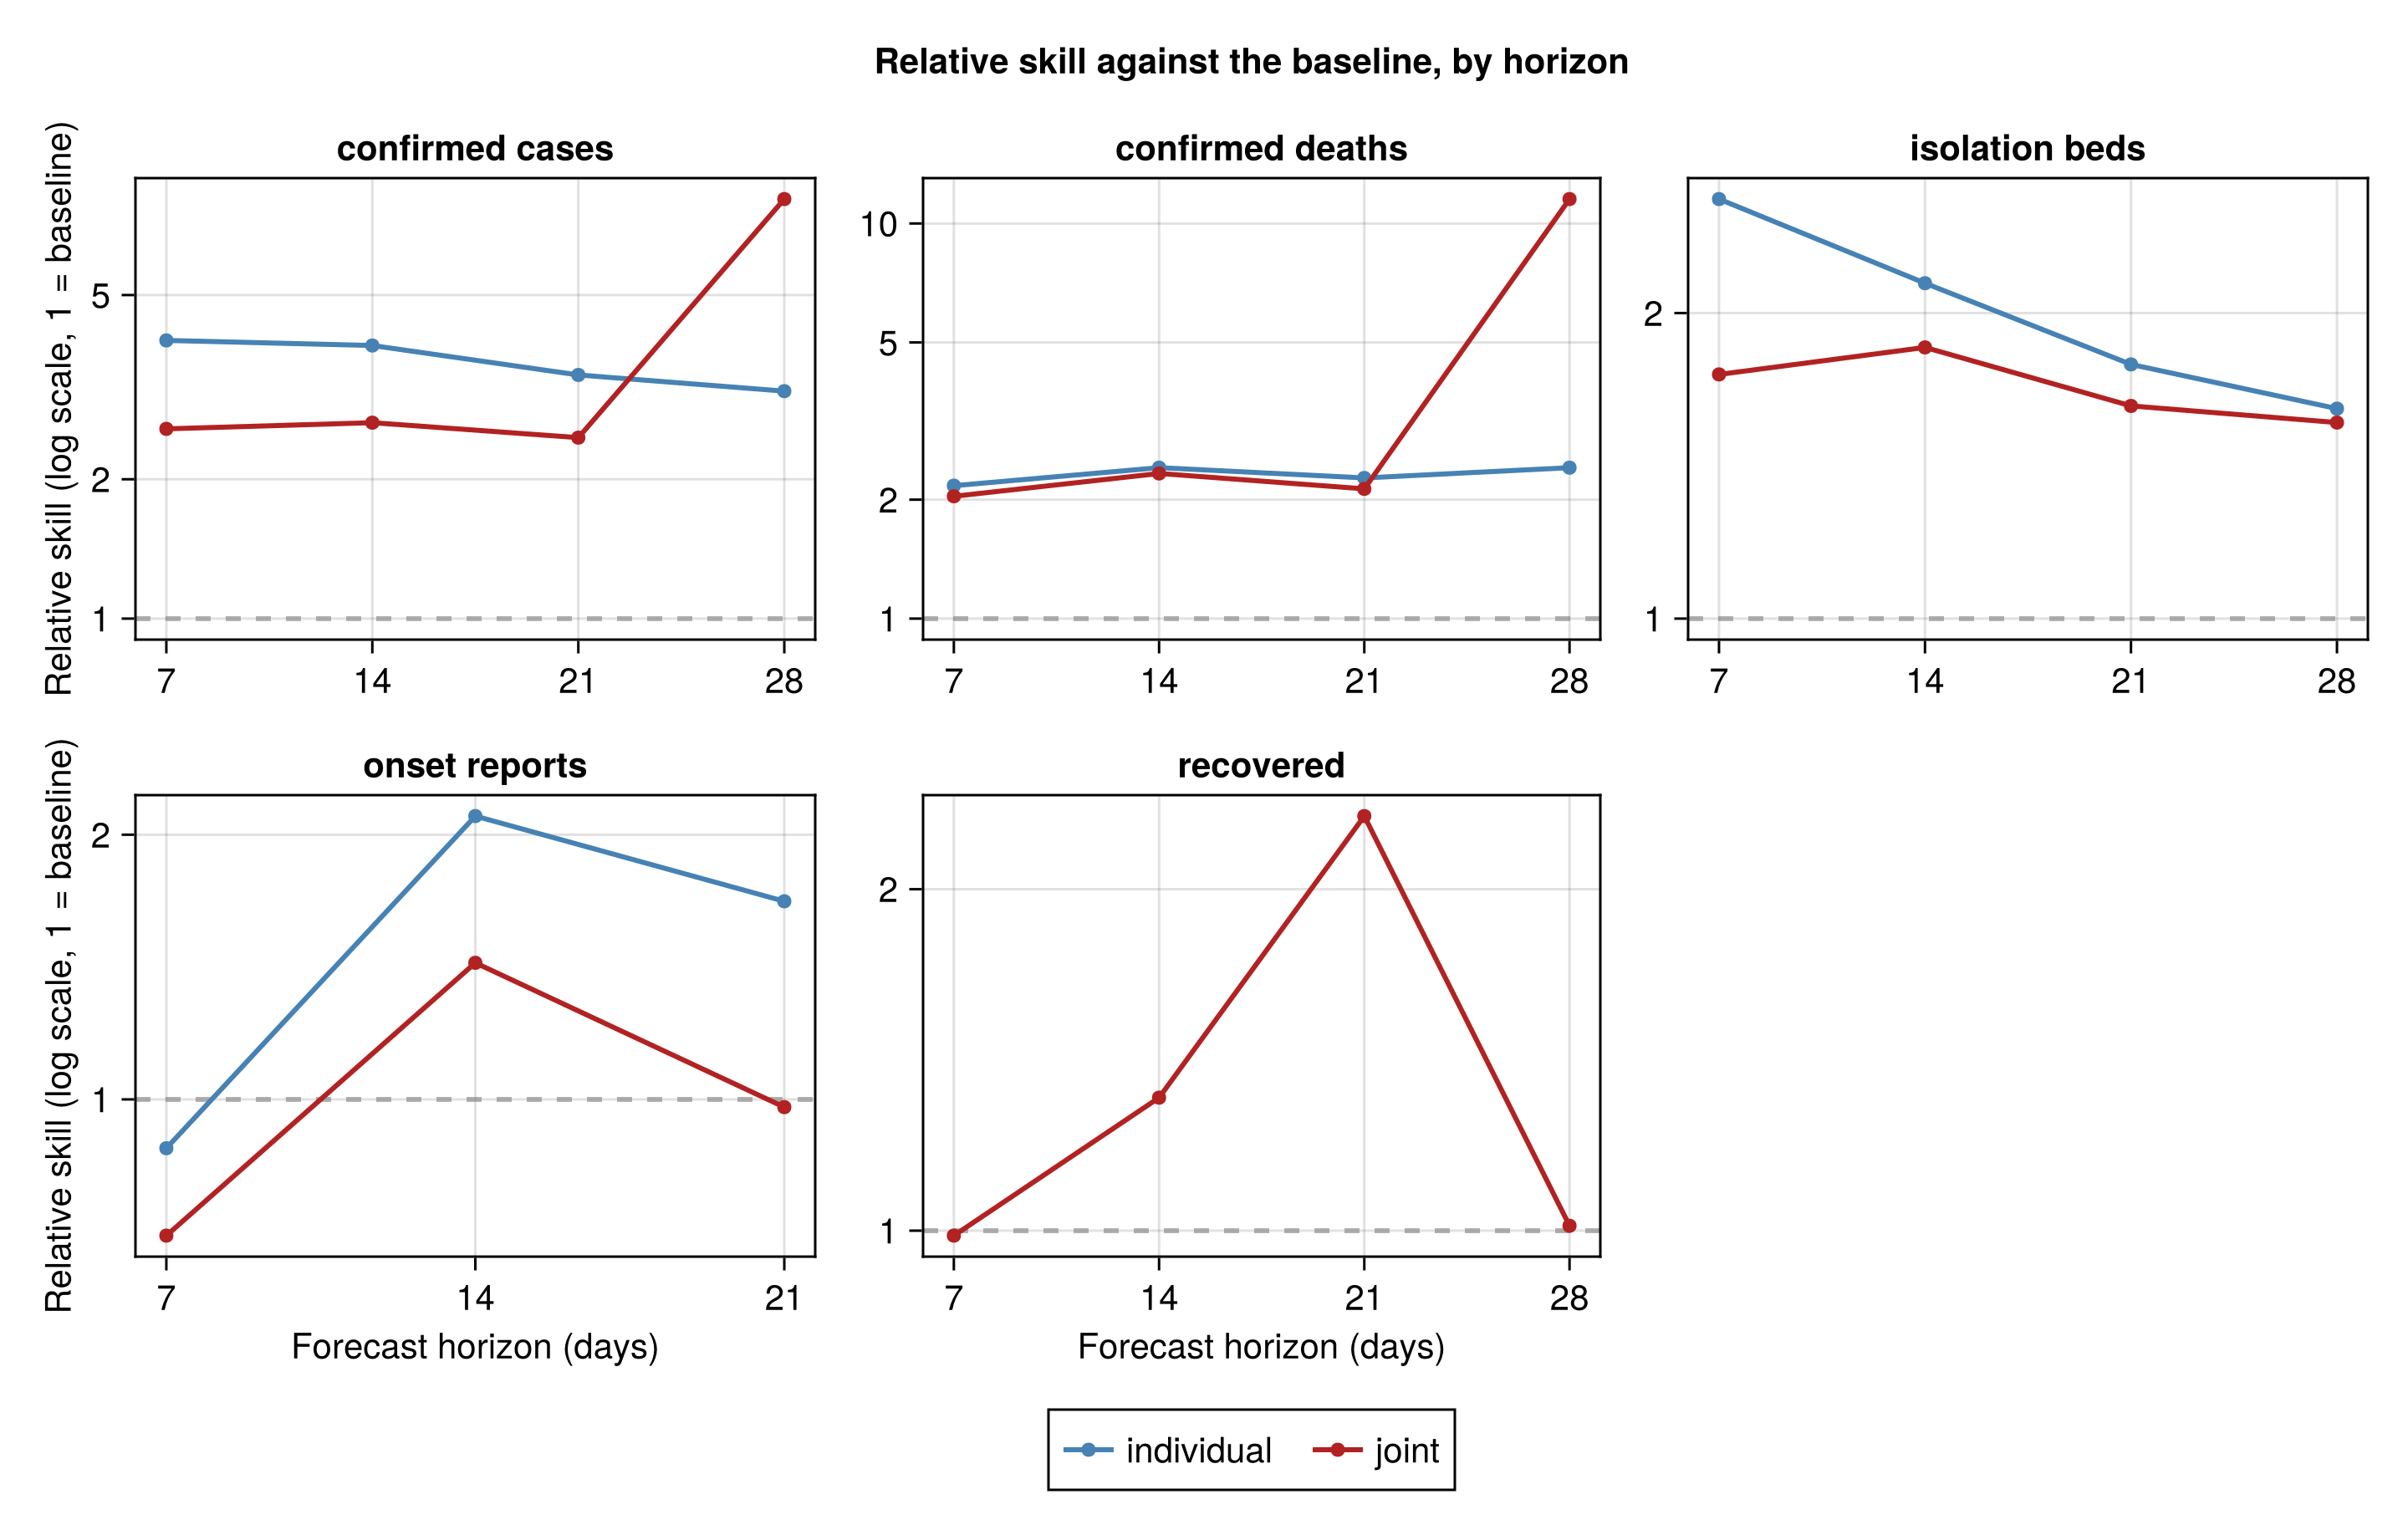 Relative skill against the baseline, by horizon
confirmed cases
confirmed deaths
isolation beds
Relative skill (log scale, 1 = baseline)
5
2
1
7 14 21 28
10
5
2
1
7 14 21 28
2
1
7 14 21 28
onset reports
recovered
Relative skill (log scale, 1 = baseline)
2
1
7 14 21
Forecast horizon (days)
2
1
7 14 21 28
Forecast horizon (days)
individual joint